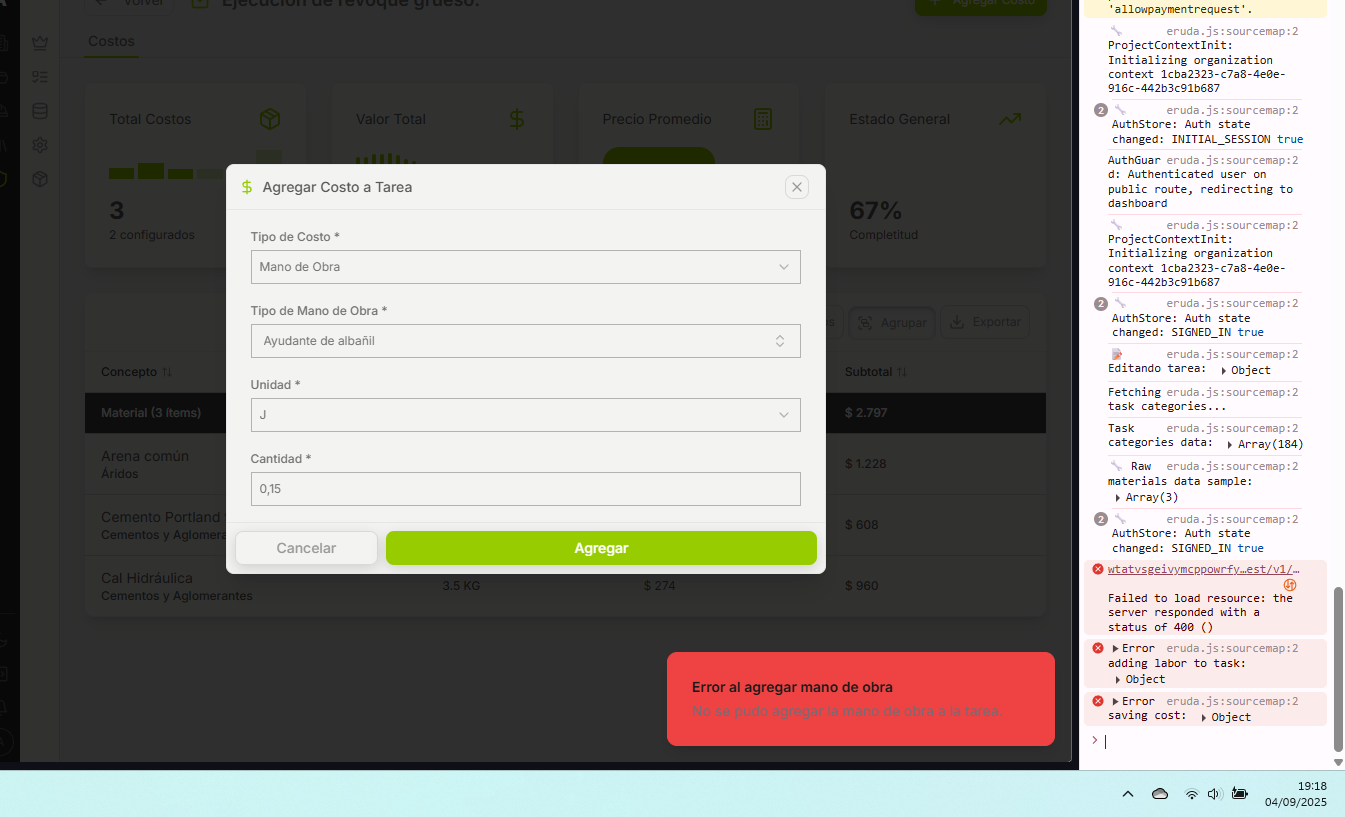 Volver
Ejecución de revoque grueso.
Agregar Costo
Costos
Total Costos
3
2 configurados
Valor Total
Precio Promedio
Estado General
67%
Completitud
Agrupar
Exportar
Concepto
Subtotal
Material (3 ítems)
$ 2.797
Arena común
Áridos
$ 1.228
Cemento Portland
Cementos y Aglomera
$ 608
Cal Hidráulica
Cementos y Aglomerantes
3.5 KG
$ 274
$ 960
$ Agregar Costo a Tarea
Tipo de Costo *
Mano de Obra
Tipo de Mano de Obra *
Ayudante de albañil
Unidad *
J
Cantidad *
0,15
Cancelar
Agregar
Error al agregar mano de obra
No se pudo agregar la mano de obra a la tarea.
'allowpaymentrequest'.
eruda.js:sourcemap:2
ProjectContextInit:
Initializing organization
context 1cba2323-c7a8-4e0e-
916c-442b3c91b687
2 eruda.js:sourcemap:2
AuthStore: Auth state
changed: INITIAL_SESSION true
AuthGuar eruda.js:sourcemap:2
d: Authenticated user on
public route, redirecting to
dashboard
eruda.js:sourcemap:2
ProjectContextInit:
Initializing organization
context 1cba2323-c7a8-4e0e-
916c-442b3c91b687
2 eruda.js:sourcemap:2
AuthStore: Auth state
changed: SIGNED_IN true
eruda.js:sourcemap:2
Editando tarea: Object
Fetching eruda.js:sourcemap:2
task categories...
Task eruda.js:sourcemap:2
categories data: Array(184)
Raw eruda.js:sourcemap:2
materials data sample:
Array(3)
2 eruda.js:sourcemap:2
AuthStore: Auth state
changed: SIGNED_IN true
wtatvsgeivymcppowrfy…est/v1/…
Failed to load resource: the
server responded with a
status of 400 ()
Error eruda.js:sourcemap:2
adding labor to task:
Object
Error eruda.js:sourcemap:2
saving cost: Object
19:18
04/09/2025